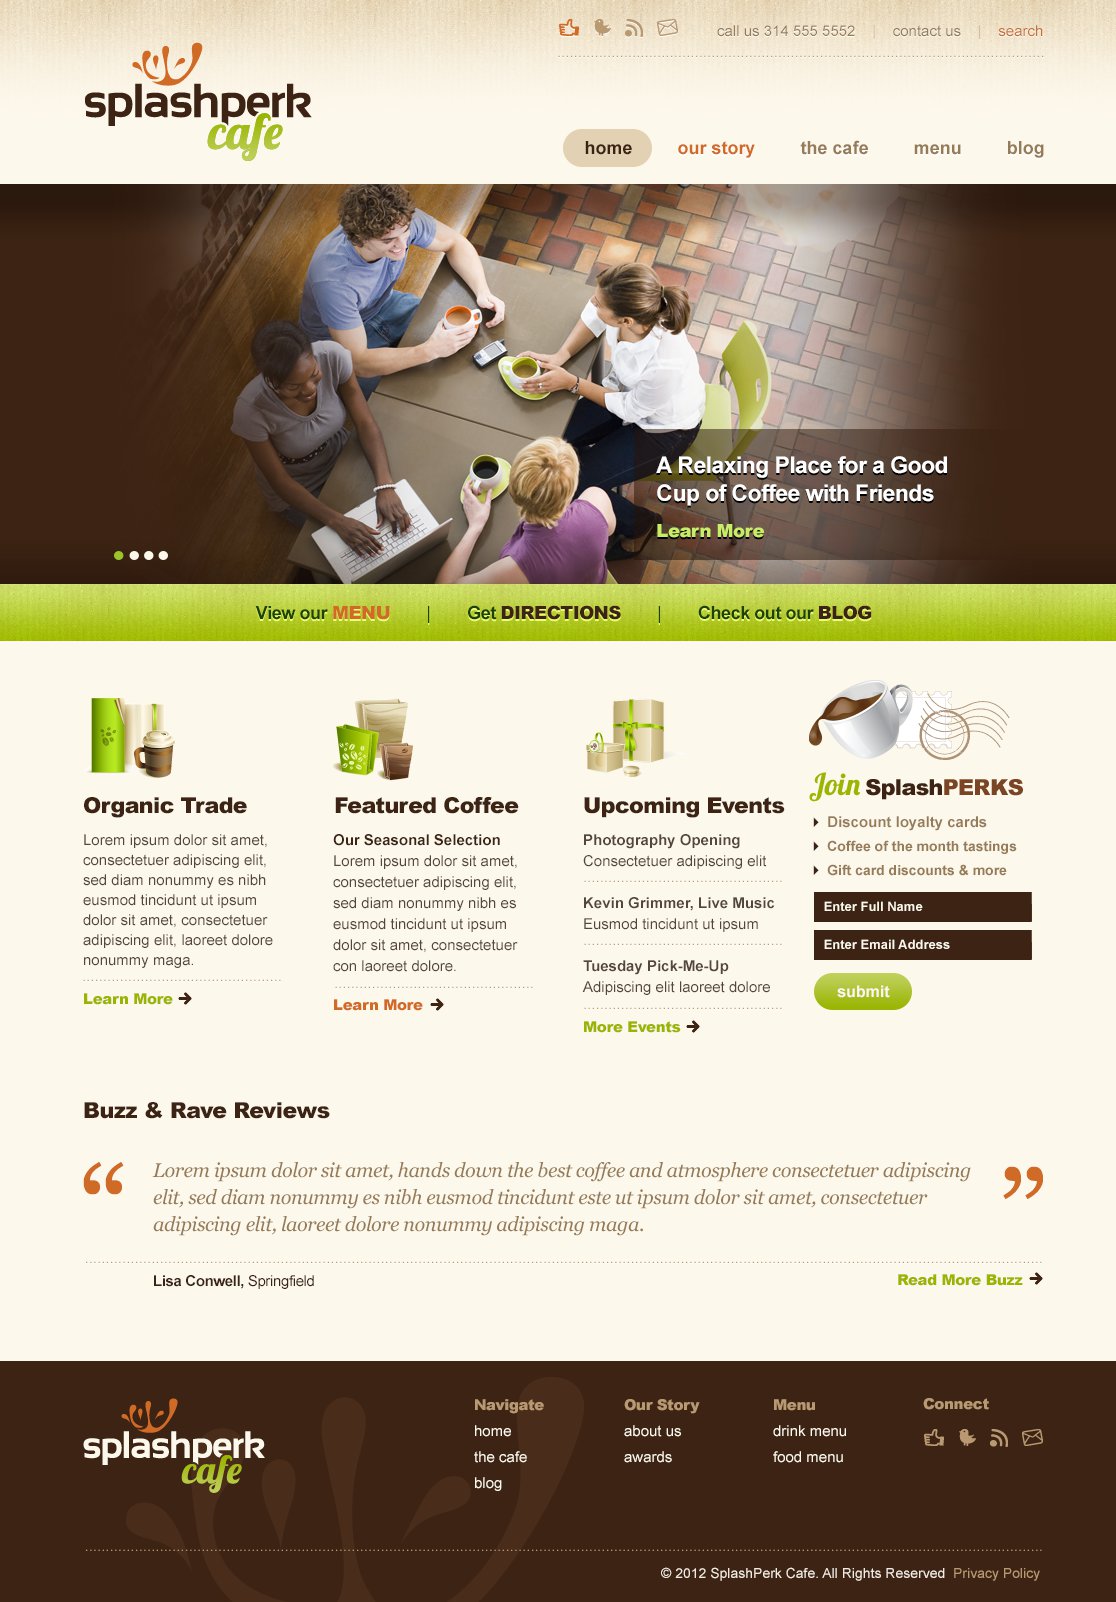 call us 314 555 5552 | contact us | search
splashperk
cafe
home our story the cafe menu blog
A Relaxing Place for a Good
Cup of Coffee with Friends
Learn More
View our MENU | Get DIRECTIONS | Check out our BLOG
Organic Trade
Lorem ipsum dolor sit amet,
consectetuer adipiscing elit,
sed diam nonummy es nibh
eusmod tincidunt ut ipsum
dolor sit amet, consectetuer
adipiscing elit, laoreet dolore
nonummy maga.
Learn More
Featured Coffee
Our Seasonal Selection
Lorem ipsum dolor sit amet,
consectetuer adipiscing elit,
sed diam nonummy nibh es
eusmod tincidunt ut ipsum
dolor sit amet, consectetuer
con laoreet dolore.
Learn More
Upcoming Events
Photography Opening
Consectetuer adipiscing elit
Kevin Grimmer, Live Music
Eusmod tincidunt ut ipsum
Tuesday Pick-Me-Up
Adipiscing elit laoreet dolore
More Events
Join SplashPERKS
Discount loyalty cards
Coffee of the month tastings
Gift card discounts & more
Enter Full Name
Enter Email Address
submit
Buzz & Rave Reviews
“ Lorem ipsum dolor sit amet, hands down the best coffee and atmosphere consectetuer adipiscing ”
elit, sed diam nonummy es nibh eusmod tincidunt este ut ipsum dolor sit amet, consectetuer
adipiscing elit, laoreet dolore nonummy adipiscing maga.
Lisa Conwell, Springfield
Read More Buzz
splashperk
cafe
Navigate
home
the cafe
blog
Our Story
about us
awards
Menu
drink menu
food menu
Connect
© 2012 SplashPerk Cafe. All Rights Reserved Privacy Policy